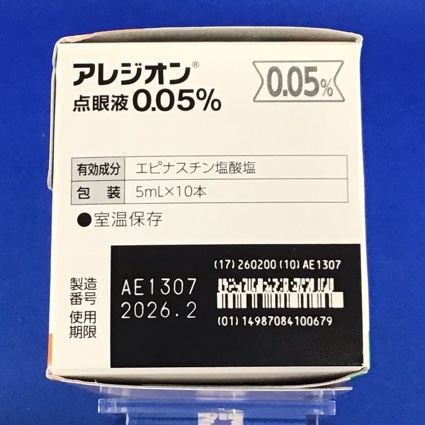 アレジオン®
点眼液0.05%
0.05%
有効成分 エピナスチン塩酸塩
包装 5mL×10本
●室温保存
(17)260200(10)AE1307
製造番号 AE1307
使用期限 2026.2
(01)14987084100679